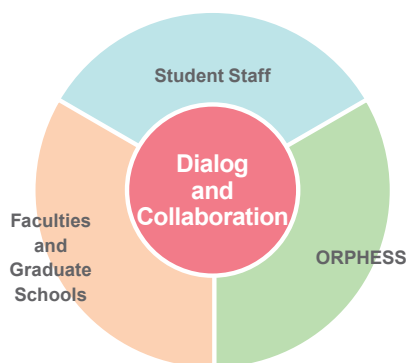 Student Staff
Dialog
and
Collaboration
Faculties
and
Graduate
Schools
ORPHESS